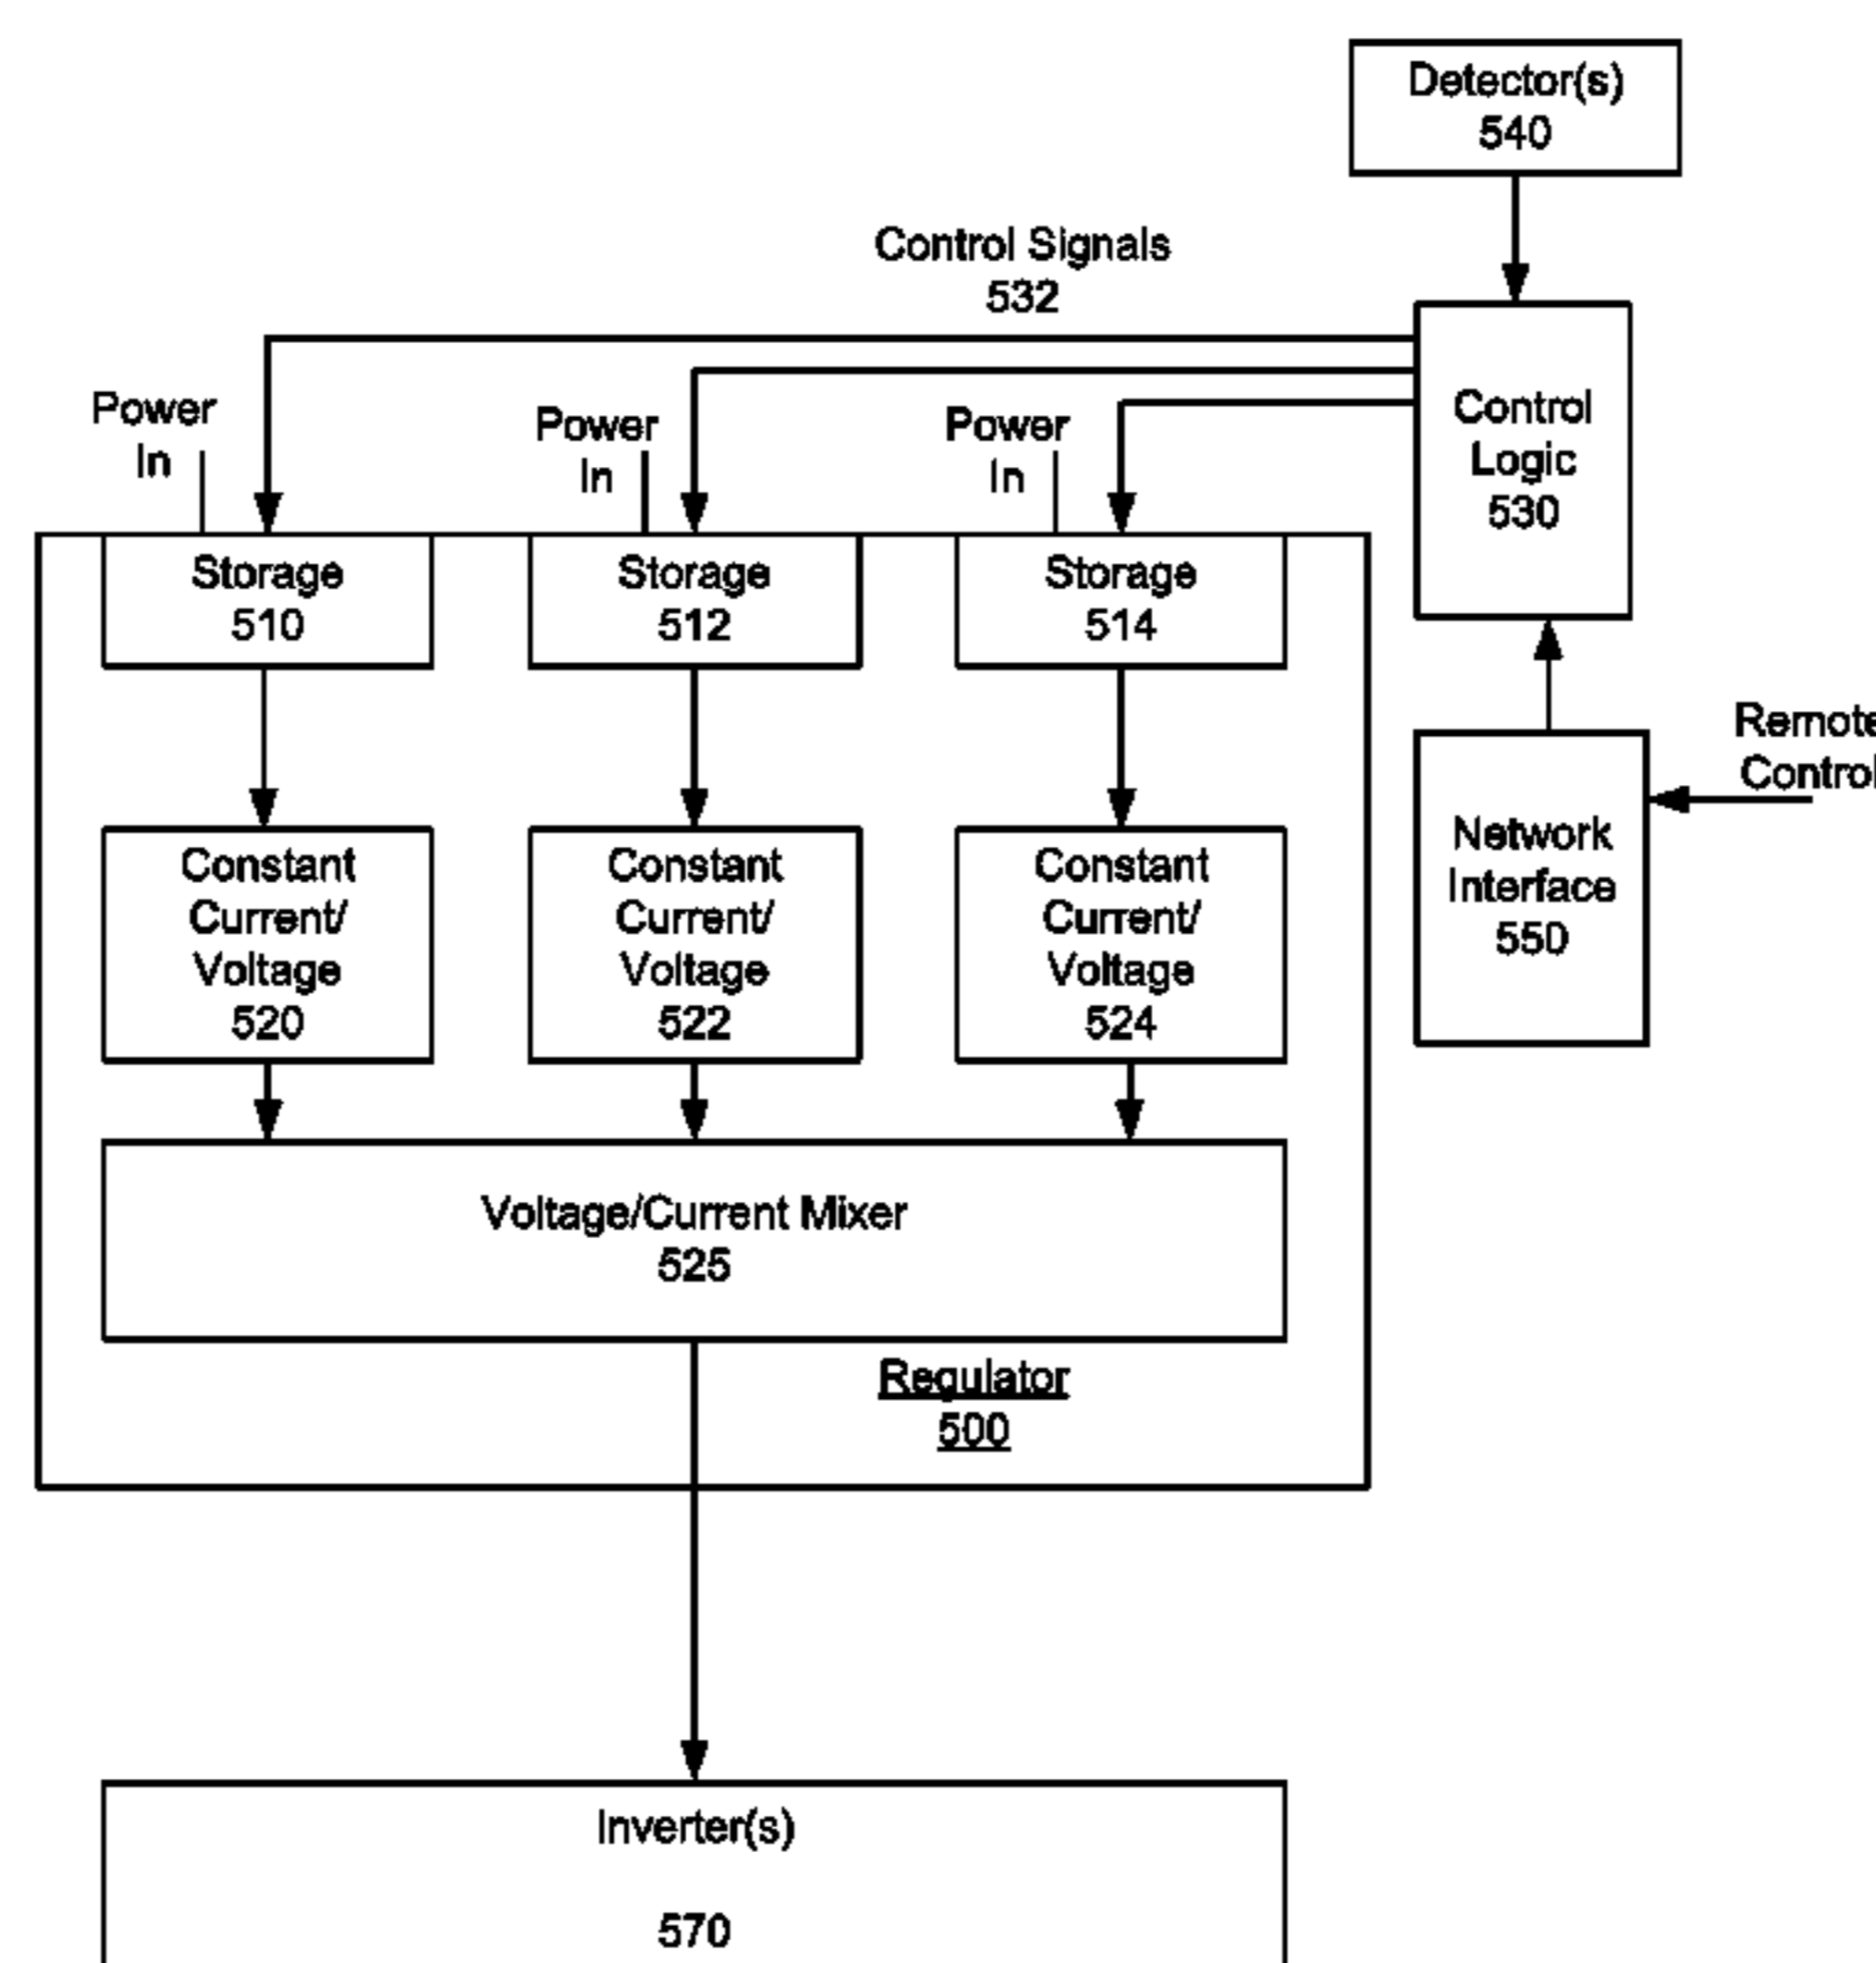 Detector(s)
540
Control Signals
532
Control
Logic
530
Power
In
Power
In
Power
In
Storage
510
Storage
512
Storage
514
Remote
Control
Network
Interface
550
Constant
Current/
Voltage
520
Constant
Current/
Voltage
522
Constant
Current/
Voltage
524
Voltage/Current Mixer
525
Regulator
500
Inverter(s)
570